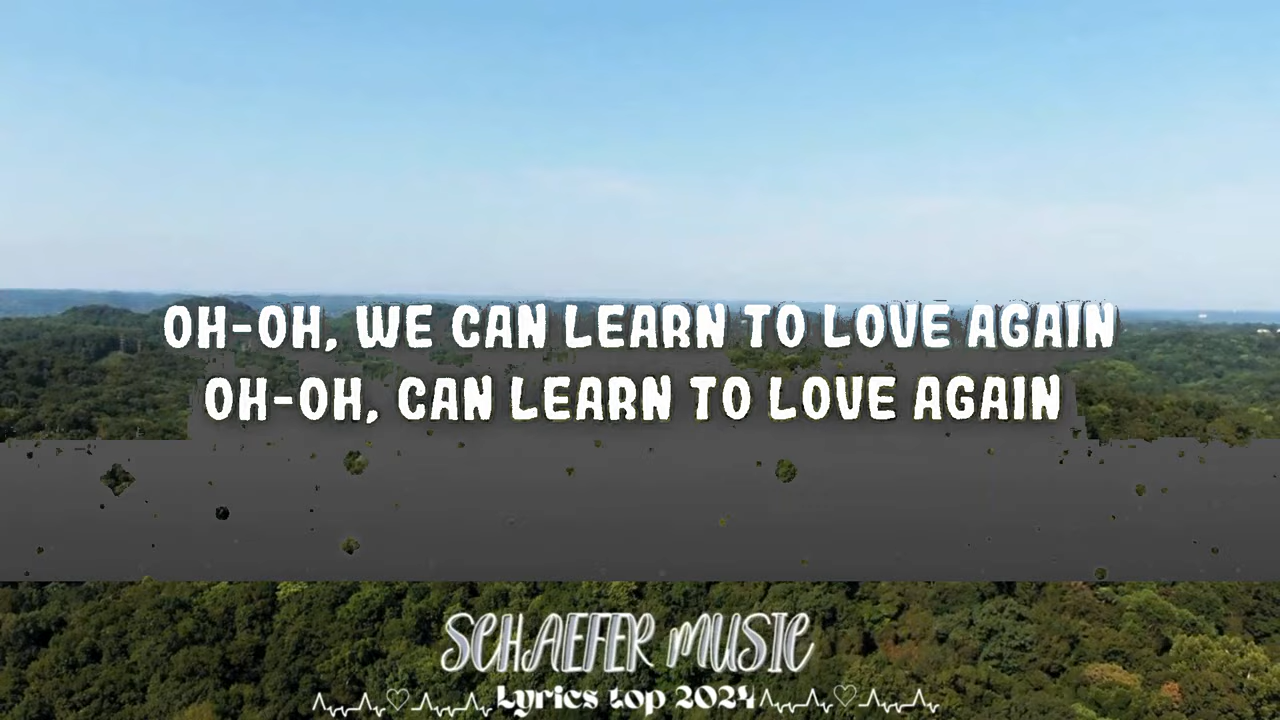 OH-OH, WE CAN LEARN TO LOVE AGAIN
OH-OH, CAN LEARN TO LOVE AGAIN
SCHAEFER MUSIC
Lyrics top 2024